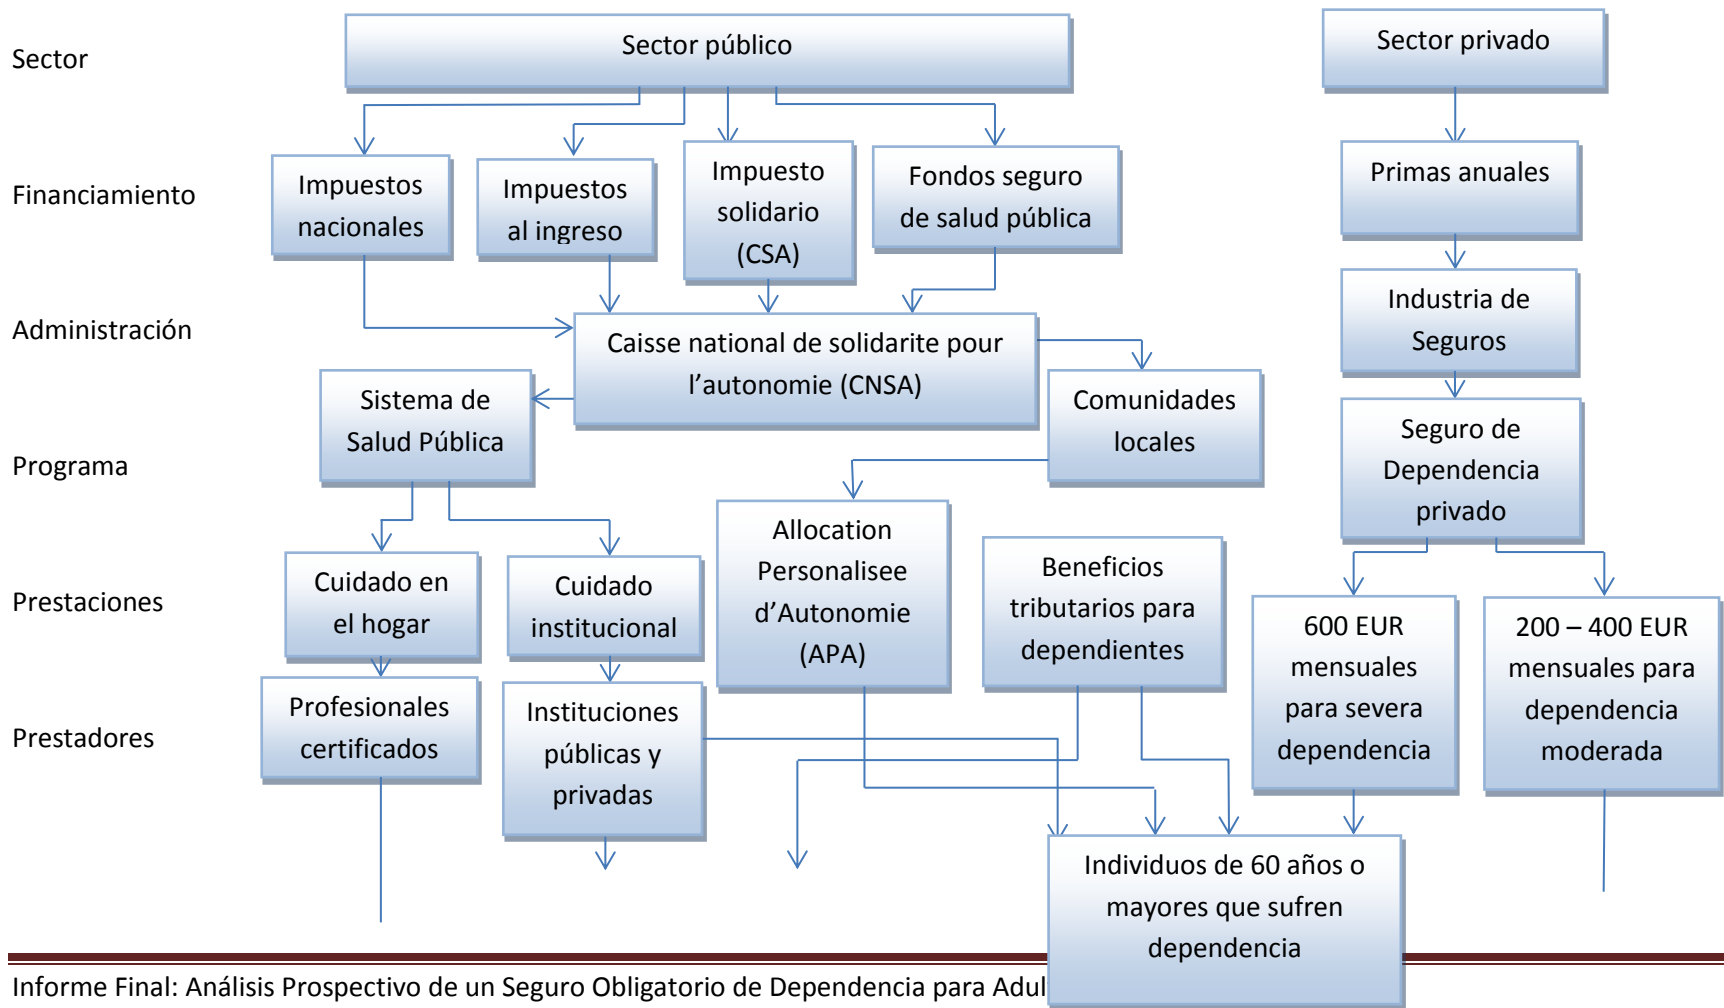 Sector
Sector público
Sector privado
Financiamiento
Impuestos
nacionales
Impuestos
al ingreso
Impuesto
solidario
(CSA)
Fondos seguro
de salud pública
Primas anuales
Administración
Caisse national de solidarite pour
l’autonomie (CNSA)
Industria de
Seguros
Programa
Sistema de
Salud Pública
Comunidades
locales
Seguro de
Dependencia
privado
Prestaciones
Cuidado en
el hogar
Cuidado
institucional
Allocation
Personalisee
d’Autonomie
(APA)
Beneficios
tributarios para
dependientes
600 EUR
mensuales
para severa
dependencia
200 – 400 EUR
mensuales para
dependencia
moderada
Prestadores
Profesionales
certificados
Instituciones
públicas y
privadas
Individuos de 60 años o
mayores que sufren
dependencia
Informe Final: Análisis Prospectivo de un Seguro Obligatorio de Dependencia para Adul